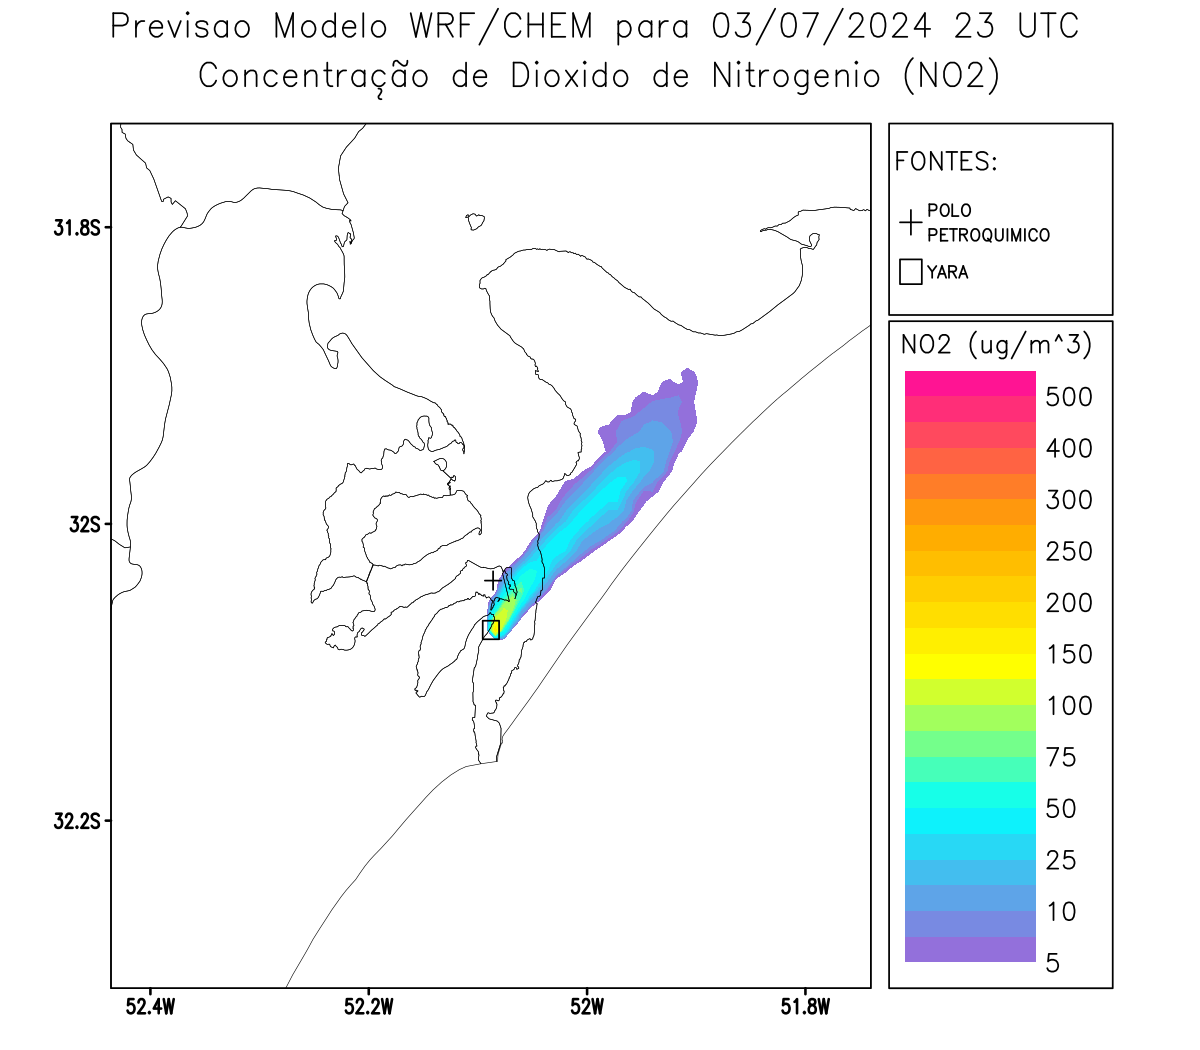 Previsao Modelo WRF/CHEM para 03/07/2024 23 UTC
Concentração de Dioxido de Nitrogenio (NO2)
FONTES:
POLO
PETROQUIMICO
YARA
31.8S
32S
32.2S
52.4W
52.2W
52W
51.8W
NO2 (ug/m^3)
500
400
300
250
200
150
100
75
50
25
10
5